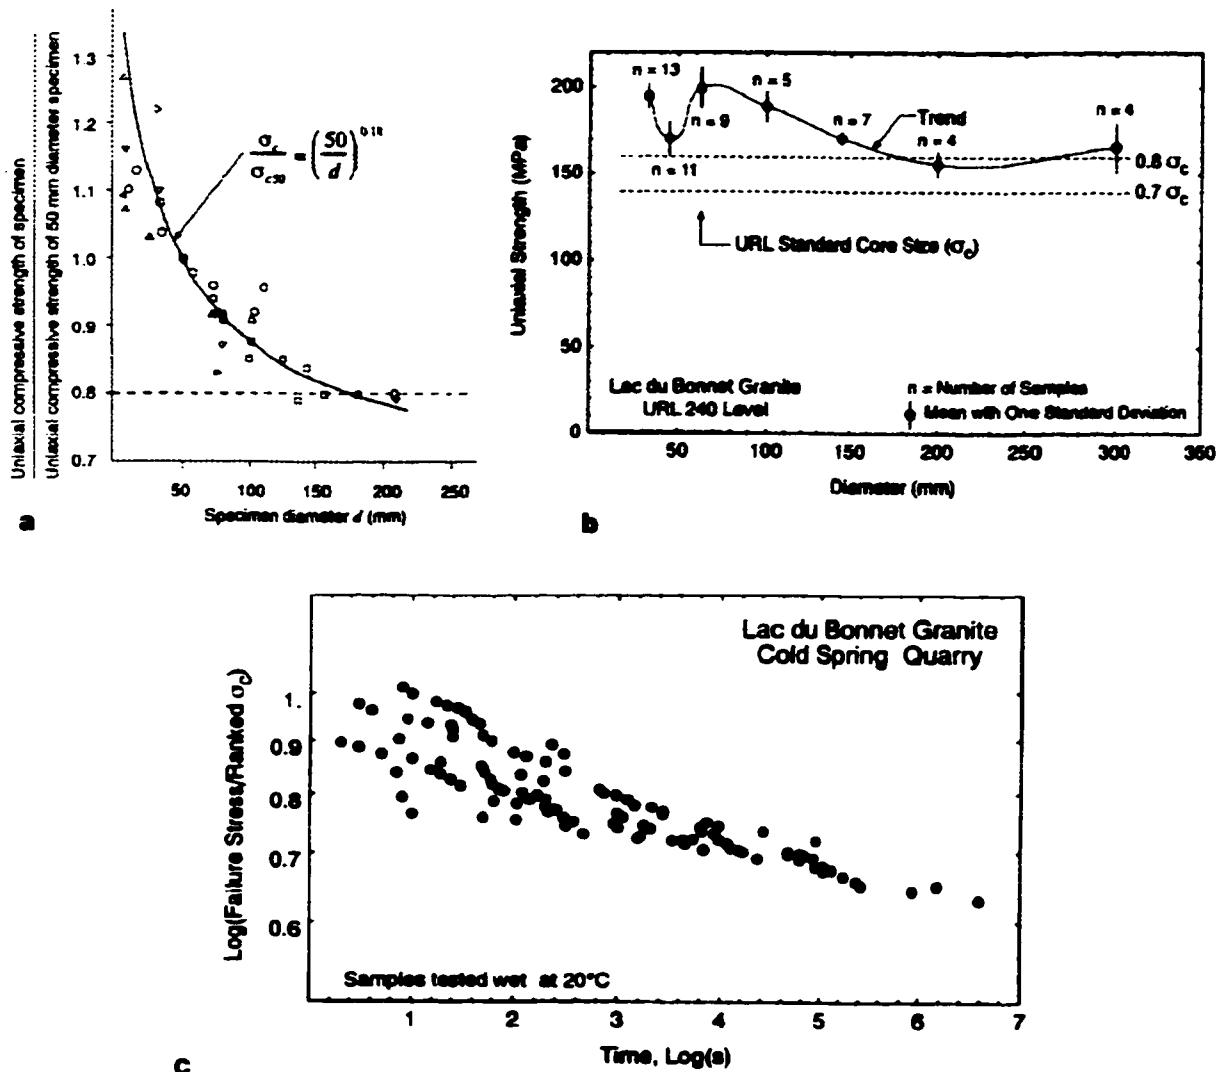 Uniaxial compressive strength of specimen
Uniaxial compressive strength of 50 mm diameter specimen
1.3
1.2
1.1
1.0
0.9
0.8
0.7
σc / σc50 = (50 / d)^0.18
50
100
150
200
250
Specimen diameter d (mm)
a
Uniaxial Strength (MPa)
200
150
100
50
0
n = 13
n = 11
n = 9
n = 5
n = 7
Trend
n = 4
n = 4
0.8 σc
0.7 σc
URL Standard Core Size (σc)
Lac du Bonnet Granite
URL 240 Level
n = Number of Samples
Mean with One Standard Deviation
50
100
150
200
250
300
350
Diameter (mm)
b
Lac du Bonnet Granite
Cold Spring Quarry
Log(Failure Stress/Ranked σc)
1.
0.9
0.8
0.7
0.6
Samples tested wet at 20°C
1
2
3
4
5
6
7
Time, Log(s)
c